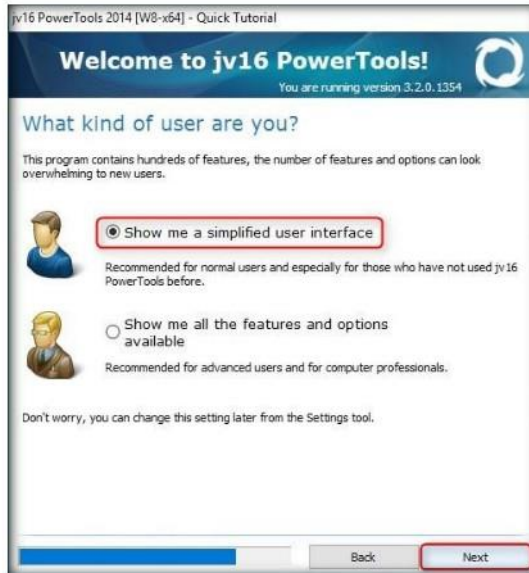 jv16 PowerTools 2014 [W8-x64] - Quick Tutorial
Welcome to jv16 PowerTools!
You are running version 3.2.0.1354
What kind of user are you?
This program contains hundreds of features, the number of features and options can look
overwhelming to new users.
Show me a simplified user interface
Recommended for normal users and especially for those who have not used jv16
PowerTools before.
Show me all the features and options
available
Recommended for advanced users and for computer professionals.
Don't worry, you can change this setting later from the Settings tool.
Back
Next